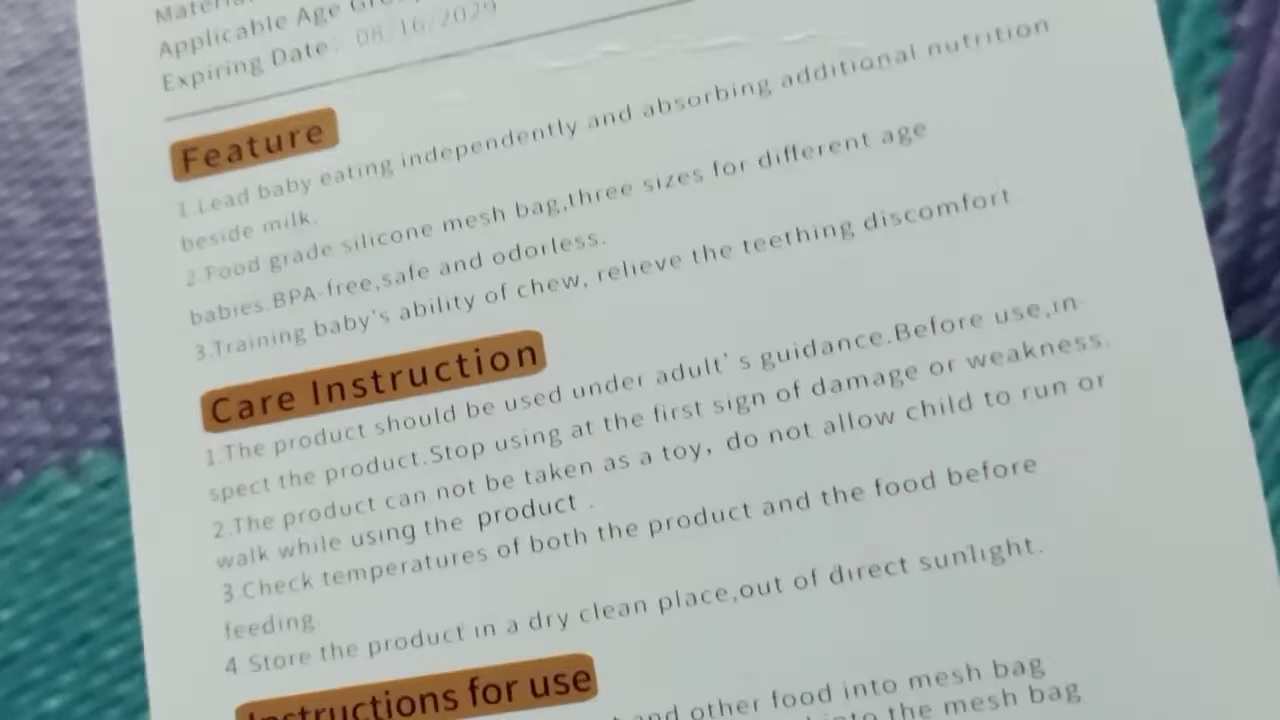 Applicable Age
Expiring Date: 08/16/2029
Feature
1.Lead baby eating independently and absorbing additional nutrition
beside milk.
2.Food grade silicone mesh bag,three sizes for different age
babies.BPA-free,safe and odorless.
3.Training baby's ability of chew, relieve the teething discomfort
Care Instruction
1.The product should be used under adult's guidance.Before use,in-
spect the product.Stop using at the first sign of damage or weakness.
2.The product can not be taken as a toy, do not allow child to run or
walk while using the product .
3.Check temperatures of both the product and the food before
feeding.
4.Store the product in a dry clean place,out of direct sunlight.
Instructions for use
and other food into mesh bag
into the mesh bag